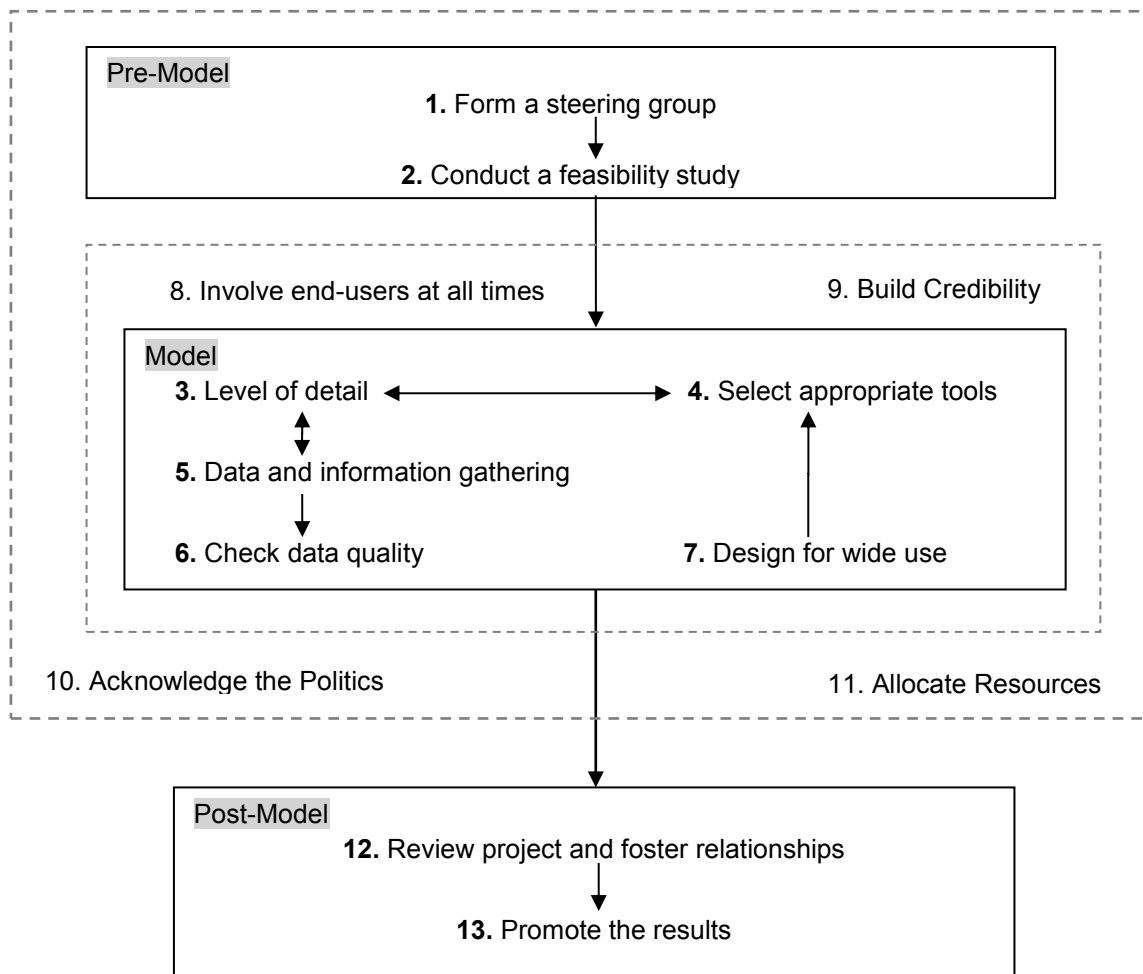 Pre-Model
1. Form a steering group
2. Conduct a feasibility study
8. Involve end-users at all times
9. Build Credibility
Model
3. Level of detail
4. Select appropriate tools
5. Data and information gathering
6. Check data quality
7. Design for wide use
10. Acknowledge the Politics
11. Allocate Resources
Post-Model
12. Review project and foster relationships
13. Promote the results